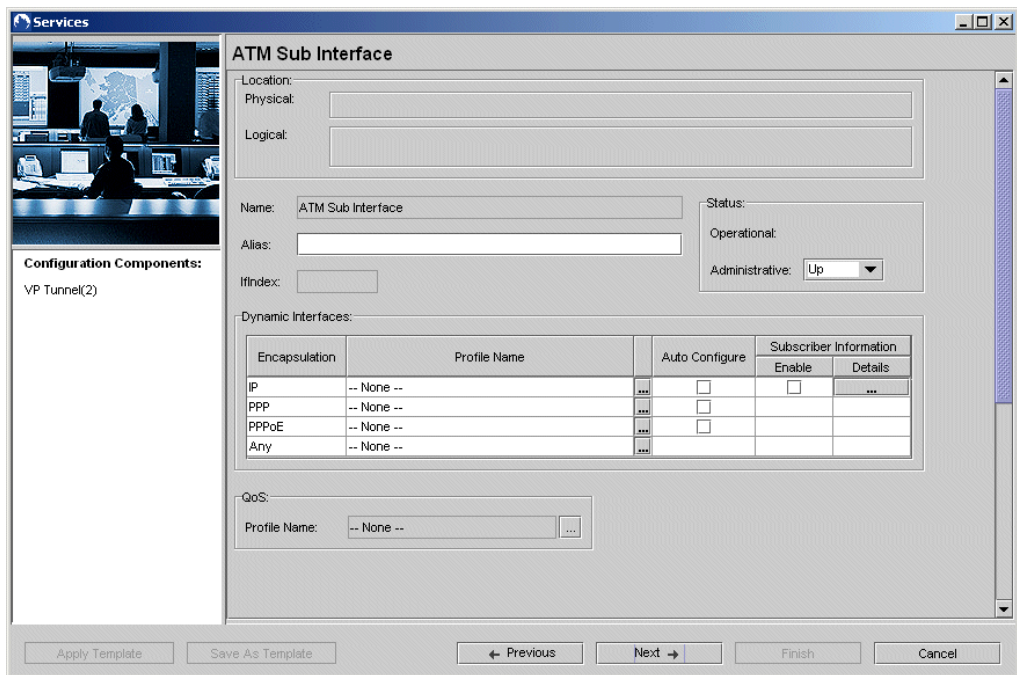 Services
ATM Sub Interface
Location:
Physical:
Logical:
Name: ATM Sub Interface
Alias:
IfIndex:
Status:
Operational:
Administrative: Up
Configuration Components:
VP Tunnel(2)
Dynamic Interfaces:
Encapsulation Profile Name Auto Configure Subscriber Information
Enable Details
IP -- None -- ... ...
PPP -- None -- ...
PPPoE -- None -- ...
Any -- None -- ...
QoS:
Profile Name: -- None -- ...
Apply Template Save As Template ← Previous Next → Finish Cancel